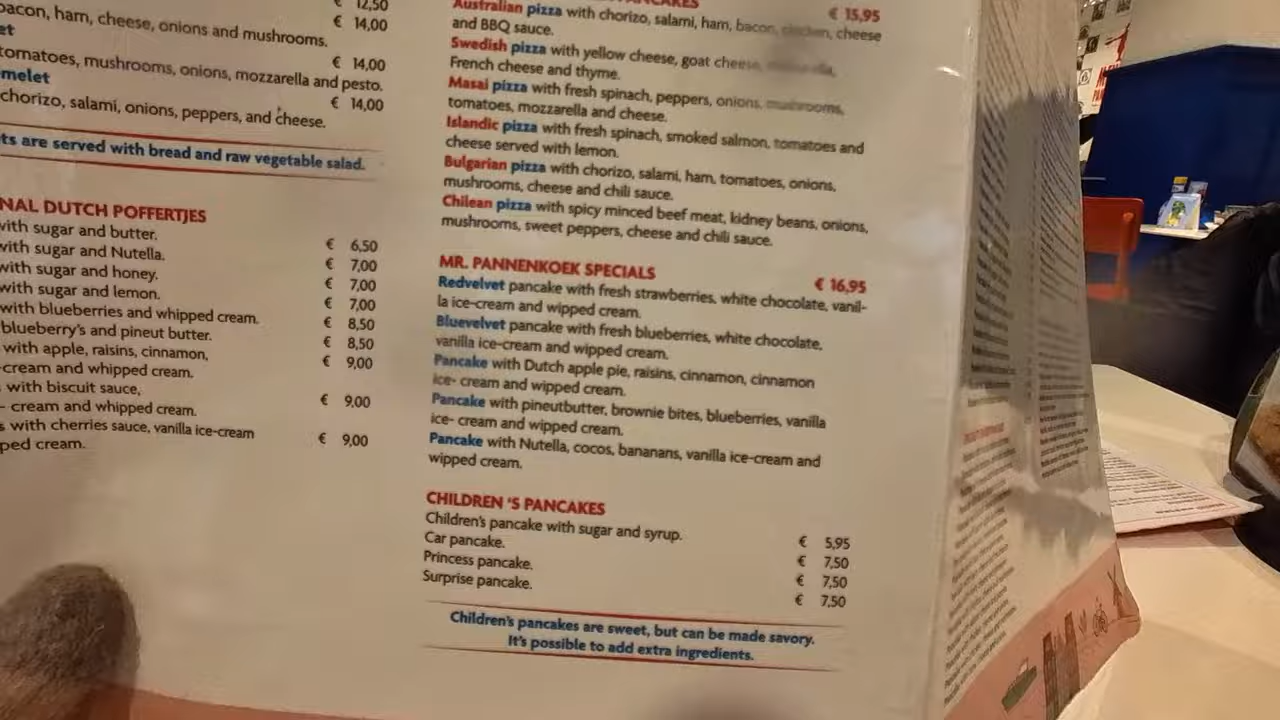 € 12,50
bacon, ham, cheese, onions and mushrooms.
€ 14,00
et
€ 14,00
tomatoes, mushrooms, onions, mozzarella and pesto.
melet
€ 14,00
chorizo, salami, onions, peppers, and cheese.
ts are served with bread and raw vegetable salad.
NAL DUTCH POFFERTJES
with sugar and butter.
€ 6,50
with sugar and Nutella.
€ 7,00
with sugar and honey.
€ 7,00
with sugar and lemon.
€ 7,00
with blueberries and whipped cream.
€ 8,50
blueberry's and pineut butter.
€ 8,50
with apple, raisins, cinnamon,
€ 9,00
-cream and whipped cream.
with biscuit sauce,
€ 9,00
- cream and whipped cream.
s with cherries sauce, vanilla ice-cream
€ 9,00
ped cream.
PANCAKES
€ 15,95
Australian pizza with chorizo, salami, ham, bacon, chicken, cheese
and BBQ sauce.
Swedish pizza with yellow cheese, goat cheese,
French cheese and thyme.
Masai pizza with fresh spinach, peppers, onions, mushrooms,
tomatoes, mozzarella and cheese.
Islandic pizza with fresh spinach, smoked salmon, tomatoes and
cheese served with lemon.
Bulgarian pizza with chorizo, salami, ham, tomatoes, onions,
mushrooms, cheese and chili sauce.
Chilean pizza with spicy minced beef meat, kidney beans, onions,
mushrooms, sweet peppers, cheese and chili sauce.
MR. PANNENKOEK SPECIALS
€ 16,95
Redvelvet pancake with fresh strawberries, white chocolate, vanil-
la ice-cream and wipped cream.
Bluevelvet pancake with fresh blueberries, white chocolate,
vanilla ice-cream and wipped cream.
Pancake with Dutch apple pie, raisins, cinnamon, cinnamon
ice- cream and wipped cream.
Pancake with pineutbutter, brownie bites, blueberries, vanilla
ice- cream and wipped cream.
Pancake with Nutella, cocos, bananans, vanilla ice-cream and
wipped cream.
CHILDREN 'S PANCAKES
Children's pancake with sugar and syrup.
€ 5,95
Car pancake.
€ 7,50
Princess pancake.
€ 7,50
Surprise pancake.
€ 7,50
Children's pancakes are sweet, but can be made savory.
It's possible to add extra ingredients.